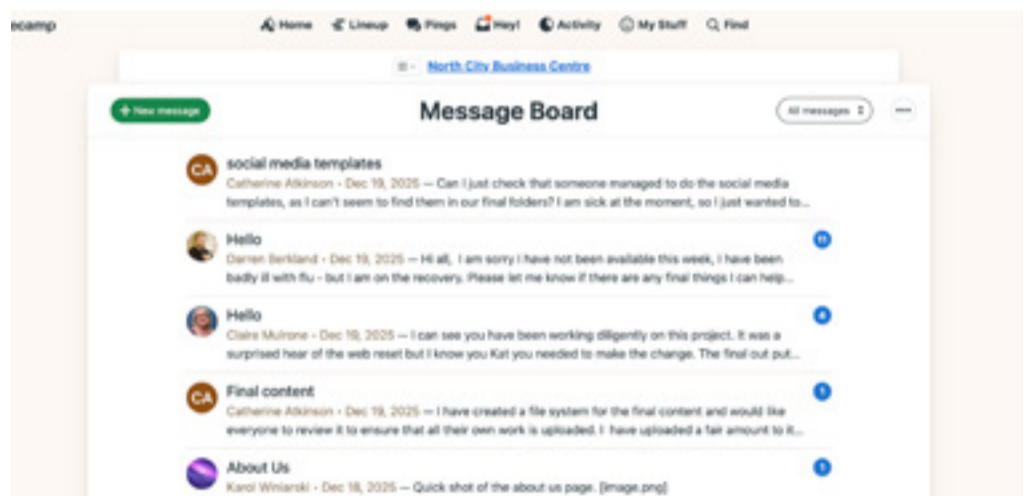 ecamp
Home Lineup Pings Hey! Activity My Stuff Find
North City Business Centre
+ New message
Message Board
All messages
CA
social media templates
Catherine Atkinson - Dec 19, 2025 — Can I just check that someone managed to do the social media
templates, as I can't seem to find them in our final folders? I am sick at the moment, so I just wanted to...
Hello
11
Darren Berkland - Dec 19, 2025 — Hi all, I am sorry I have not been available this week, I have been
badly ill with flu - but I am on the recovery. Please let me know if there are any final things I can help...
Hello
4
Claire Mulrone - Dec 19, 2025 — I can see you have been working diligently on this project. It was a
surprised hear of the web reset but I know you Kat you needed to make the change. The final out put...
CA
Final content
1
Catherine Atkinson - Dec 19, 2025 — I have created a file system for the final content and would like
everyone to review it to ensure that all their own work is uploaded. I have uploaded a fair amount to it...
About Us
1
Karol Winiarski - Dec 18, 2025 — Quick shot of the about us page. [image.png]